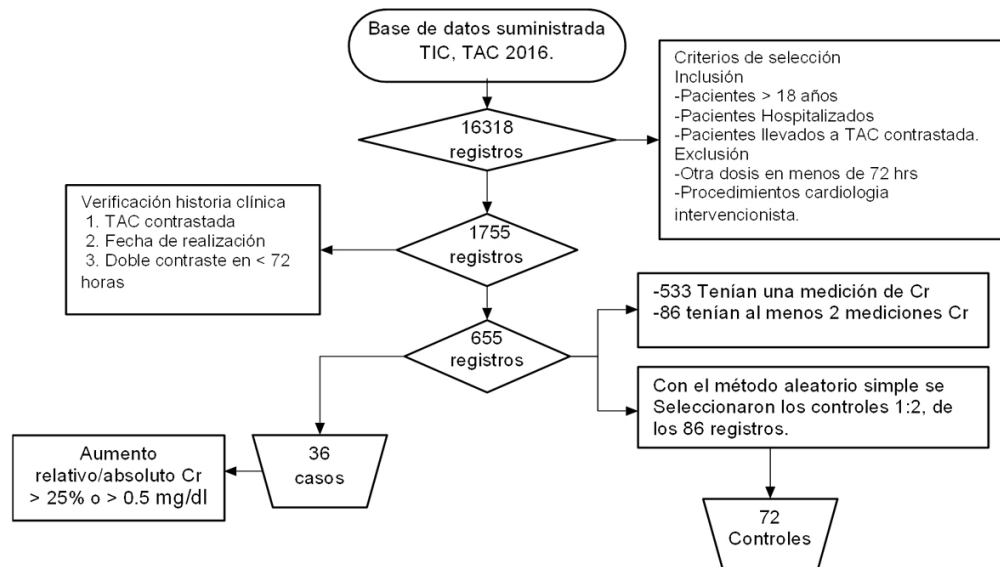 Base de datos suministrada
TIC, TAC 2016.
16318
registros
Criterios de selección
Inclusión
-Pacientes > 18 años
-Pacientes Hospitalizados
-Pacientes llevados a TAC contrastada.
Exclusión
-Otra dosis en menos de 72 hrs
-Procedimientos cardiologia
intervencionista.
Verificación historia clínica
1. TAC contrastada
2. Fecha de realización
3. Doble contraste en < 72
horas
1755
registros
-533 Tenían una medición de Cr
-86 tenían al menos 2 mediciones Cr
655
registros
Con el método aleatorio simple se
Seleccionaron los controles 1:2, de
los 86 registros.
36
casos
Aumento
relativo/absoluto Cr
> 25% o > 0.5 mg/dl
72
Controles